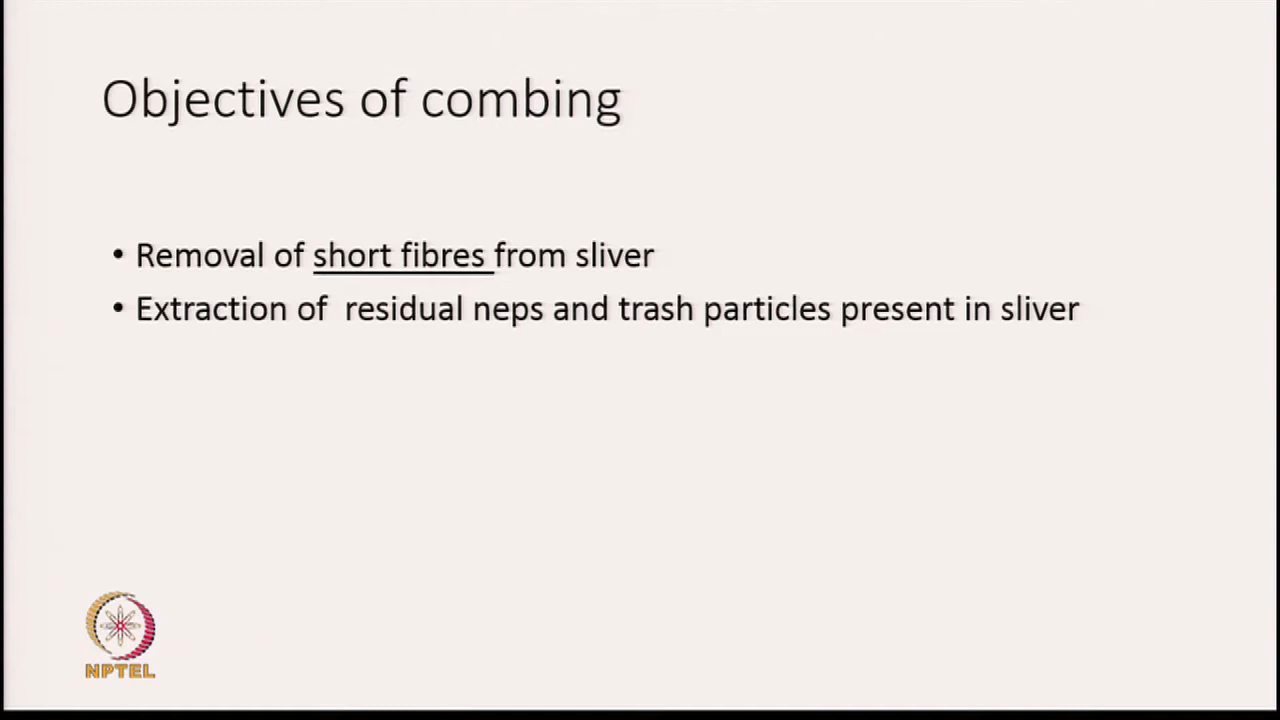 Objectives of combing
• Removal of short fibres from sliver
• Extraction of residual neps and trash particles present in sliver
NPTEL